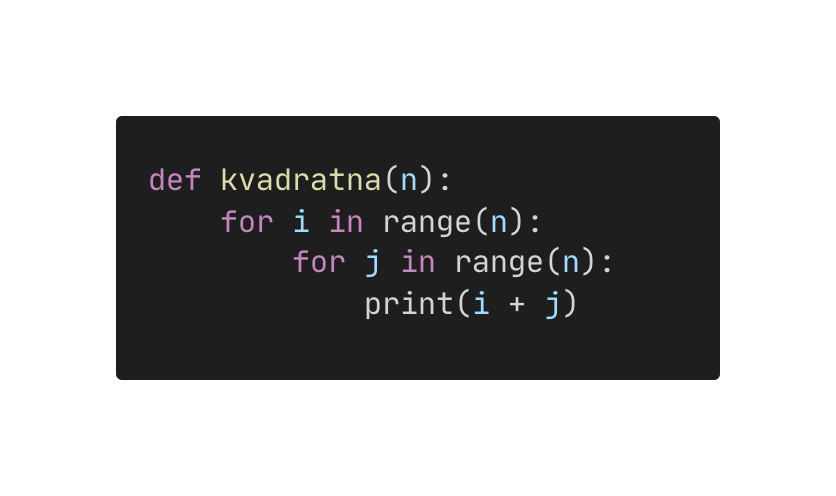 def kvadratna(n):
    for i in range(n):
        for j in range(n):
            print(i + j)